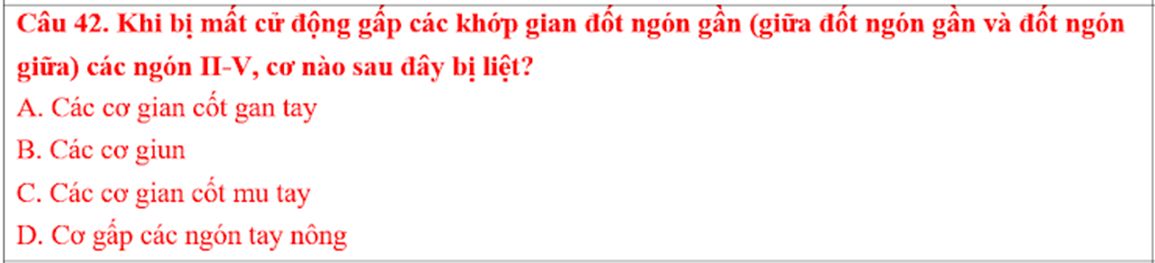 Câu 42. Khi bị mất cử động gấp các khớp gian đốt ngón gần (giữa đốt ngón gần và đốt ngón
giữa) các ngón II-V, cơ nào sau đây bị liệt?
A. Các cơ gian cốt gan tay
B. Các cơ giun
C. Các cơ gian cốt mu tay
D. Cơ gấp các ngón tay nông